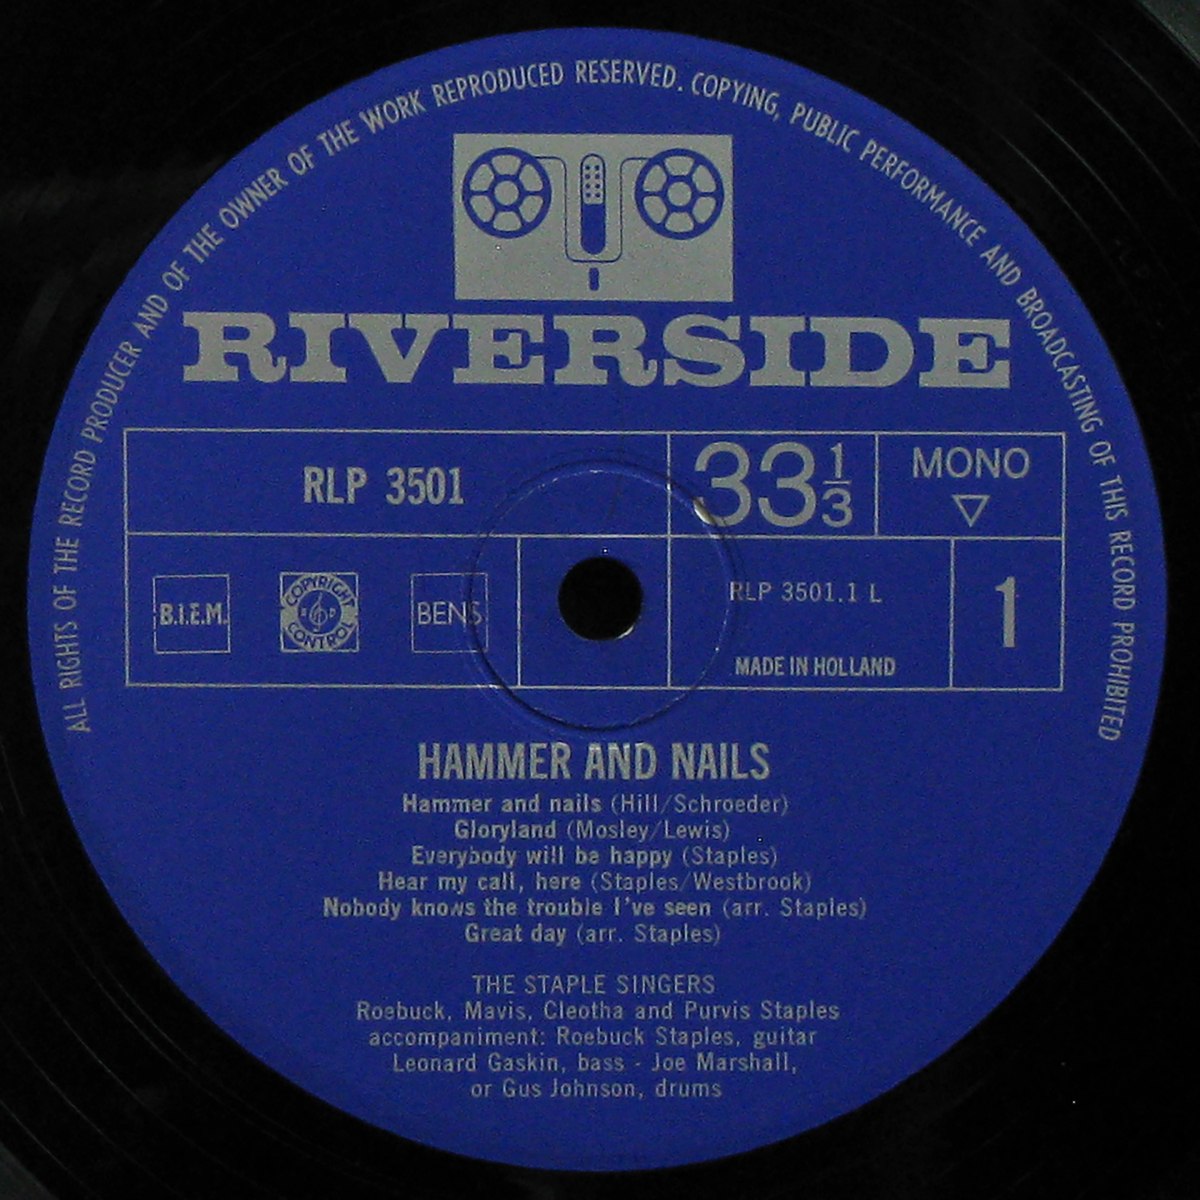 ALL RIGHTS OF THE RECORD PRODUCER AND OF THE OWNER OF THE WORK REPRODUCED RESERVED. COPYING, PUBLIC PERFORMANCE AND BROADCASTING OF THIS RECORD PROHIBITED
RIVERSIDE
RLP 3501
33 1/3
MONO
▽
B.I.E.M.
COPYRIGHT CONTROL
BENS
RLP 3501.1 L
MADE IN HOLLAND
1
HAMMER AND NAILS
Hammer and nails (Hill/Schroeder)
Gloryland (Mosley/Lewis)
Everybody will be happy (Staples)
Hear my call, here (Staples/Westbrook)
Nobody knows the trouble I've seen (arr. Staples)
Great day (arr. Staples)
THE STAPLE SINGERS
Roebuck, Mavis, Cleotha and Purvis Staples
accompaniment: Roebuck Staples, guitar
Leonard Gaskin, bass - Joe Marshall,
or Gus Johnson, drums